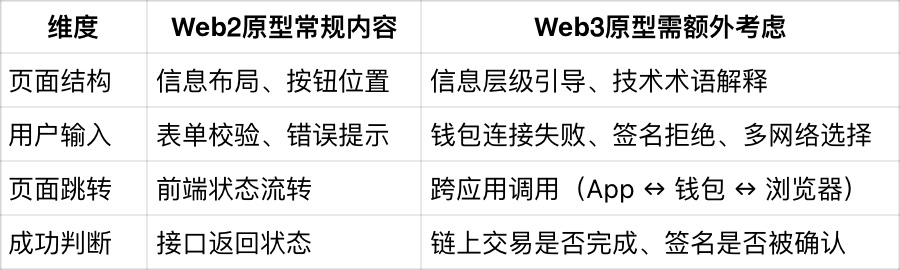 维度 Web2原型常规内容 Web3原型需额外考虑
页面结构 信息布局、按钮位置 信息层级引导、技术术语解释
用户输入 表单校验、错误提示 钱包连接失败、签名拒绝、多网络选择
页面跳转 前端状态流转 跨应用调用（App ↔ 钱包 ↔ 浏览器）
成功判断 接口返回状态 链上交易是否完成、签名是否被确认